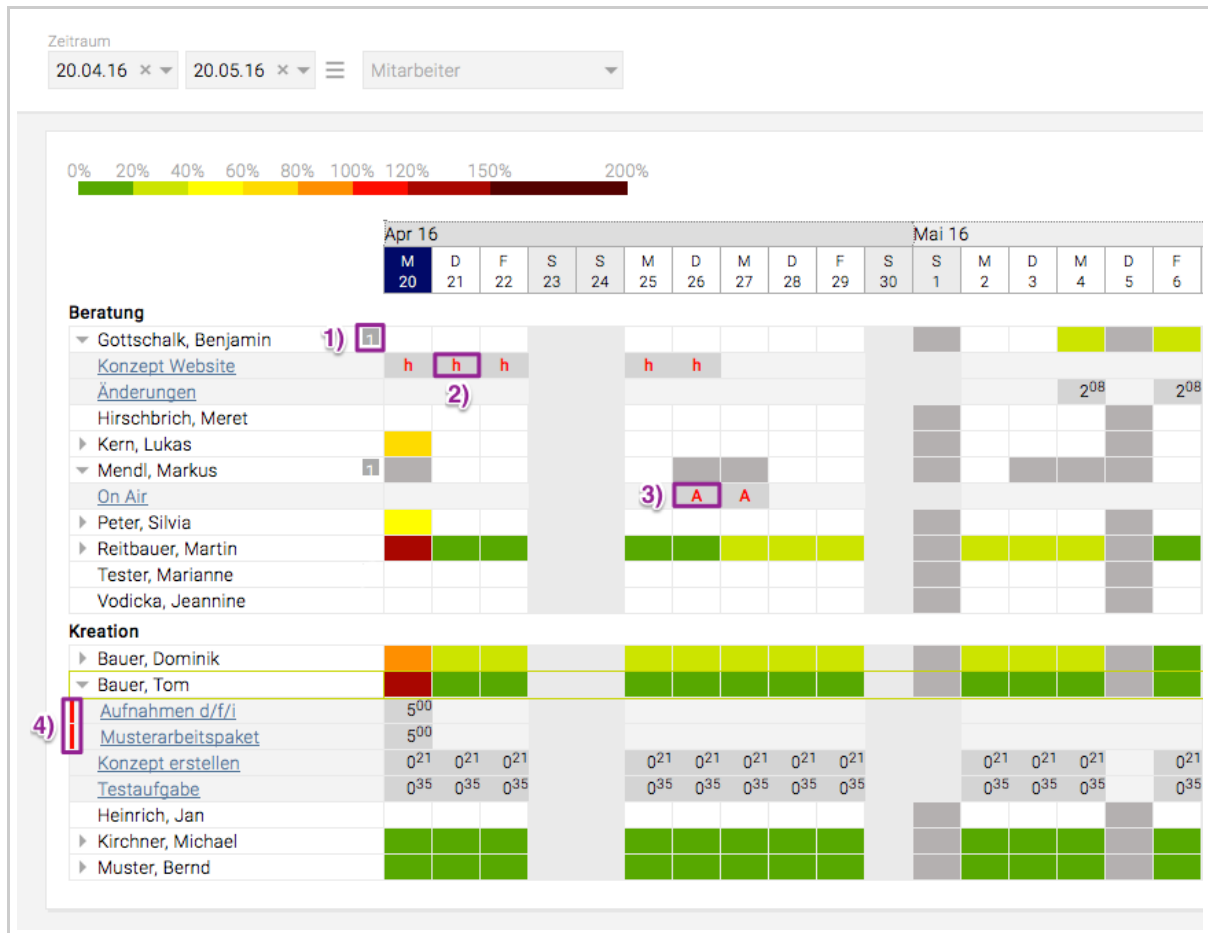 Zeitraum
20.04.16 20.05.16 Mitarbeiter
0% 20% 40% 60% 80% 100% 120% 150% 200%
Apr 16 Mai 16
M D F S S M D M D F S S M D M D F
20 21 22 23 24 25 26 27 28 29 30 1 2 3 4 5 6
Beratung
Gottschalk, Benjamin 1) 1
Konzept Website h h h h h
2)
Änderungen 2⁰⁸ 2⁰⁸
Hirschbrich, Meret
Kern, Lukas
Mendl, Markus 1
On Air 3) A A
Peter, Silvia
Reitbauer, Martin
Tester, Marianne
Vodicka, Jeannine
Kreation
Bauer, Dominik
Bauer, Tom
4)
Aufnahmen d/f/i 5⁰⁰
Musterarbeitspaket 5⁰⁰
Konzept erstellen 0²¹ 0²¹ 0²¹ 0²¹ 0²¹ 0²¹ 0²¹ 0²¹ 0²¹ 0²¹ 0²¹ 0²¹
Testaufgabe 0³⁵ 0³⁵ 0³⁵ 0³⁵ 0³⁵ 0³⁵ 0³⁵ 0³⁵ 0³⁵ 0³⁵ 0³⁵ 0³⁵
Heinrich, Jan
Kirchner, Michael
Muster, Bernd